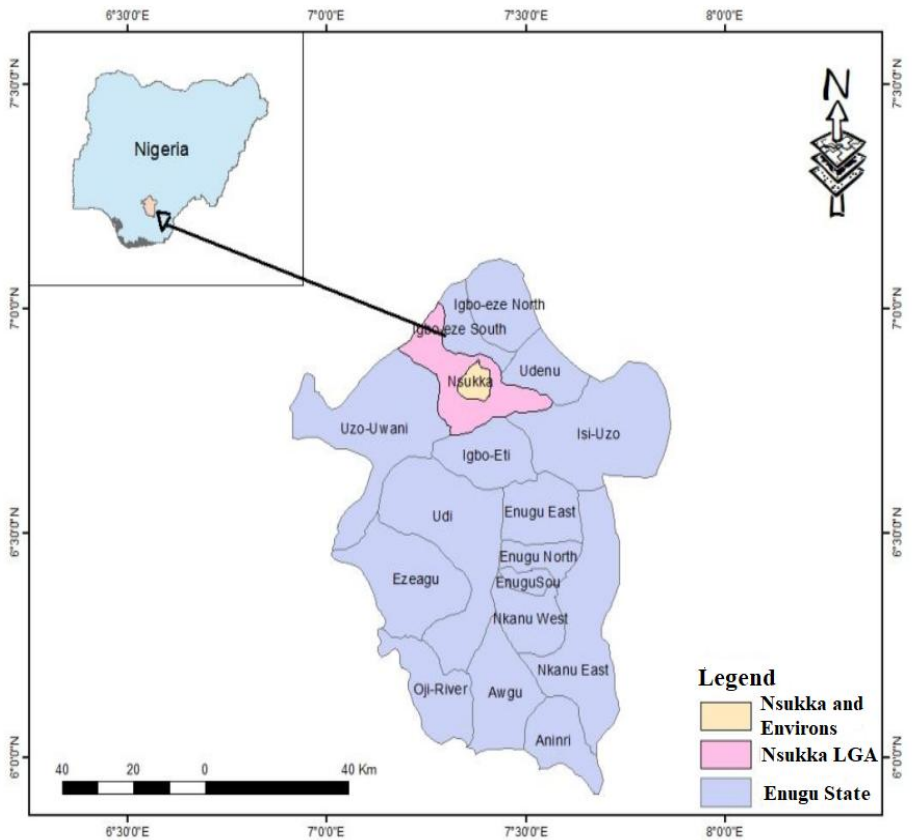 6°30'0"E 7°0'0"E 7°30'0"E 8°0'0"E
7°30'0"N 7°30'0"N
N
Nigeria
7°0'0"N 7°0'0"N
Igbo-eze North
Igbo-eze South
Udenu
Nsukka
Uzo-Uwani
Isi-Uzo
Igbo-Eti
Enugu East
Udi
6°30'0"N 6°30'0"N
Enugu North
Ezeagu
EnuguSou
Nkanu West
Nkanu East
Oji-River
Awgu
Aninri
Legend
Nsukka and
Environs
Nsukka LGA
Enugu State
6°0'0"N 6°0'0"N
40 20 0 40 Km
6°30'0"E 7°0'0"E 7°30'0"E 8°0'0"E